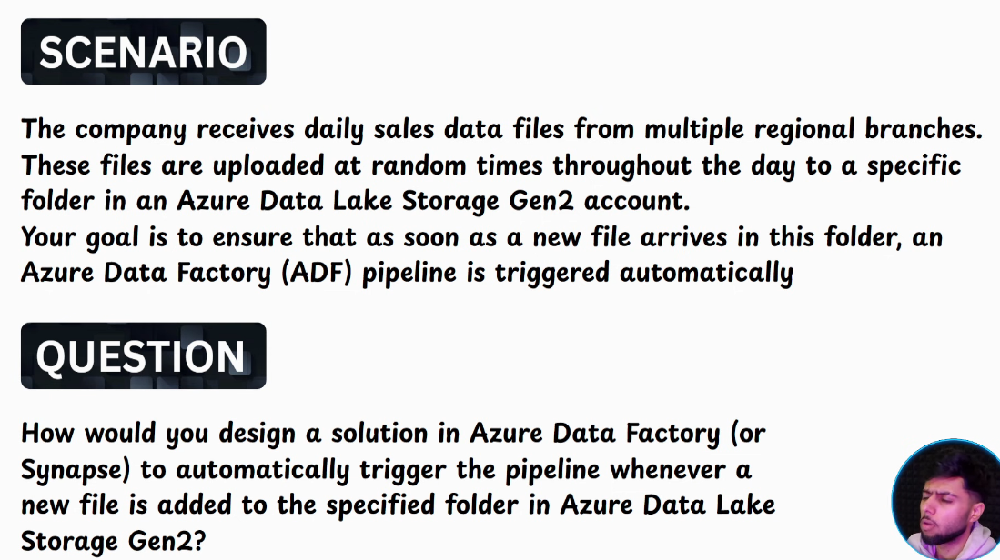 SCENARIO
The company receives daily sales data files from multiple regional branches.
These files are uploaded at random times throughout the day to a specific
folder in an Azure Data Lake Storage Gen2 account.
Your goal is to ensure that as soon as a new file arrives in this folder, an
Azure Data Factory (ADF) pipeline is triggered automatically
QUESTION
How would you design a solution in Azure Data Factory (or
Synapse) to automatically trigger the pipeline whenever a
new file is added to the specified folder in Azure Data Lake
Storage Gen2?